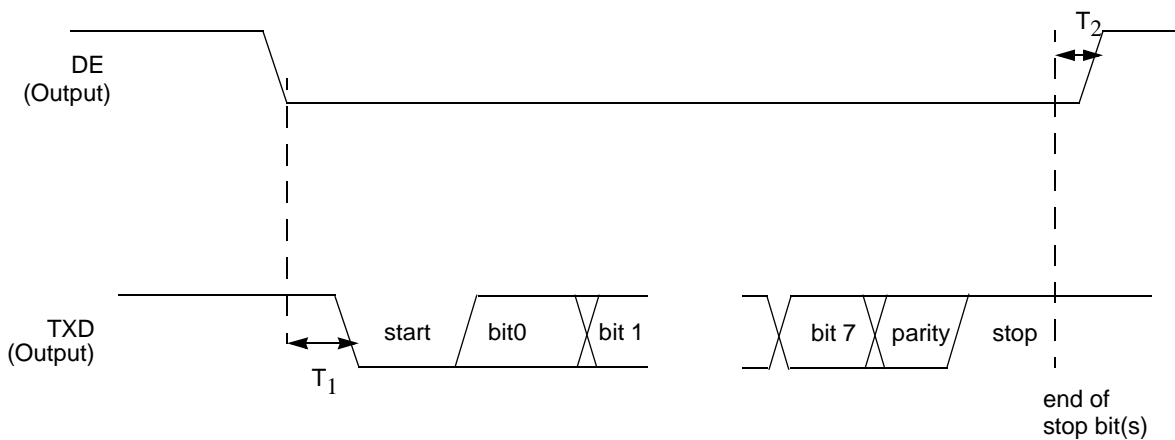 T2
DE
(Output)
TXD
(Output)
start
bit0
bit 1
bit 7
parity
stop
T1
end of
stop bit(s)